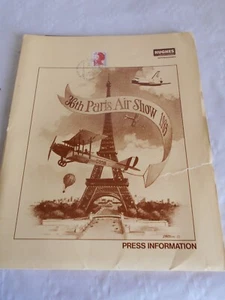 HUGHES
36th Paris Air Show 1985
PRESS INFORMATION